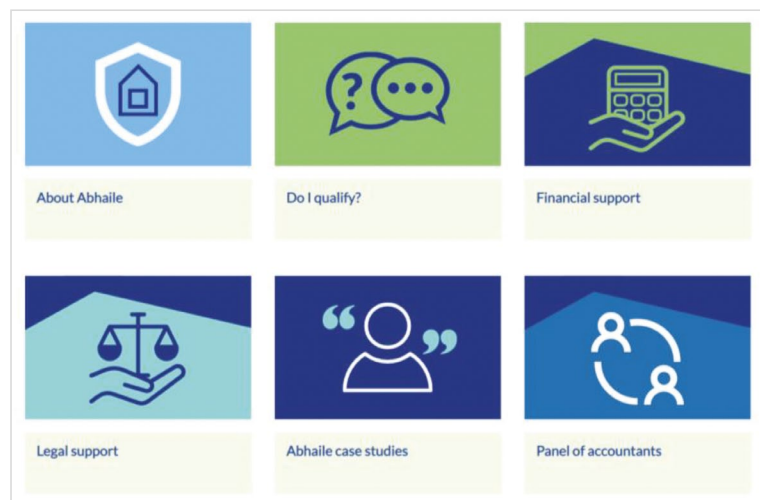 ?
About Abhaile
Do I qualify?
Financial support
Legal support
“ ”
Abhaile case studies
Panel of accountants